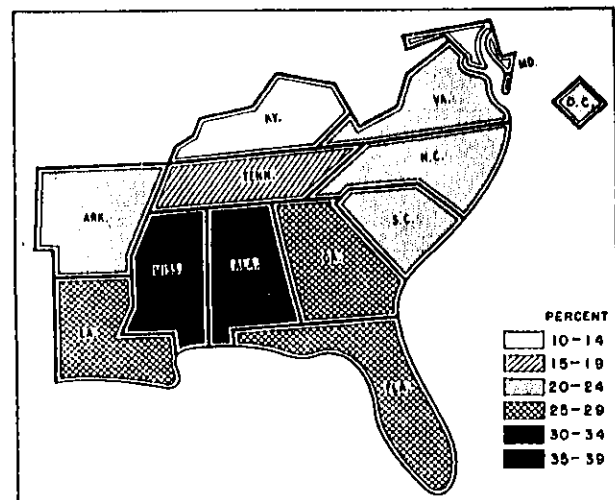 MD.
VA.
D.C.
KY.
N.C.
TENN.
ARK.
S.C.
MISS
GA.
LA.
FLA.
PERCENT
10-14
15-19
20-24
25-29
30-34
35-39